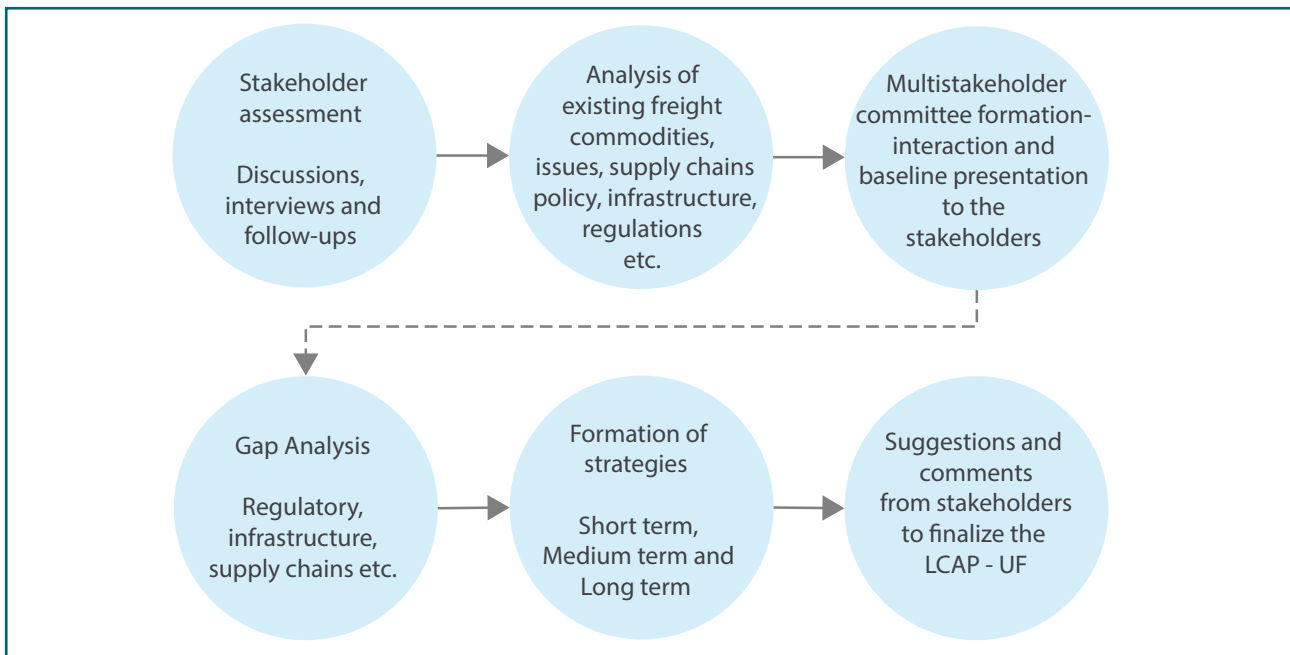 Stakeholder
assessment
Discussions,
interviews and
follow-ups
Analysis of
existing freight
commodities,
issues, supply chains
policy, infrastructure,
regulations
etc.
Multistakeholder
committee formation-
interaction and
baseline presentation
to the
stakeholders
Gap Analysis
Regulatory,
infrastructure,
supply chains etc.
Formation of
strategies
Short term,
Medium term and
Long term
Suggestions and
comments
from stakeholders
to finalize the
LCAP - UF